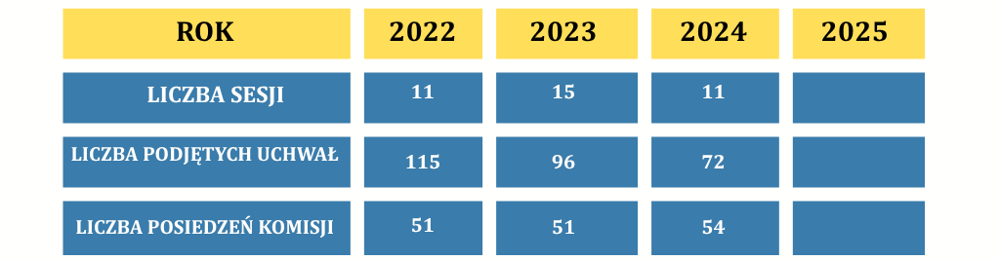 ROK 2022 2023 2024 2025
LICZBA SESJI 11 15 11
LICZBA PODJĘTYCH UCHWAŁ 115 96 72
LICZBA POSIEDZEŃ KOMISJI 51 51 54